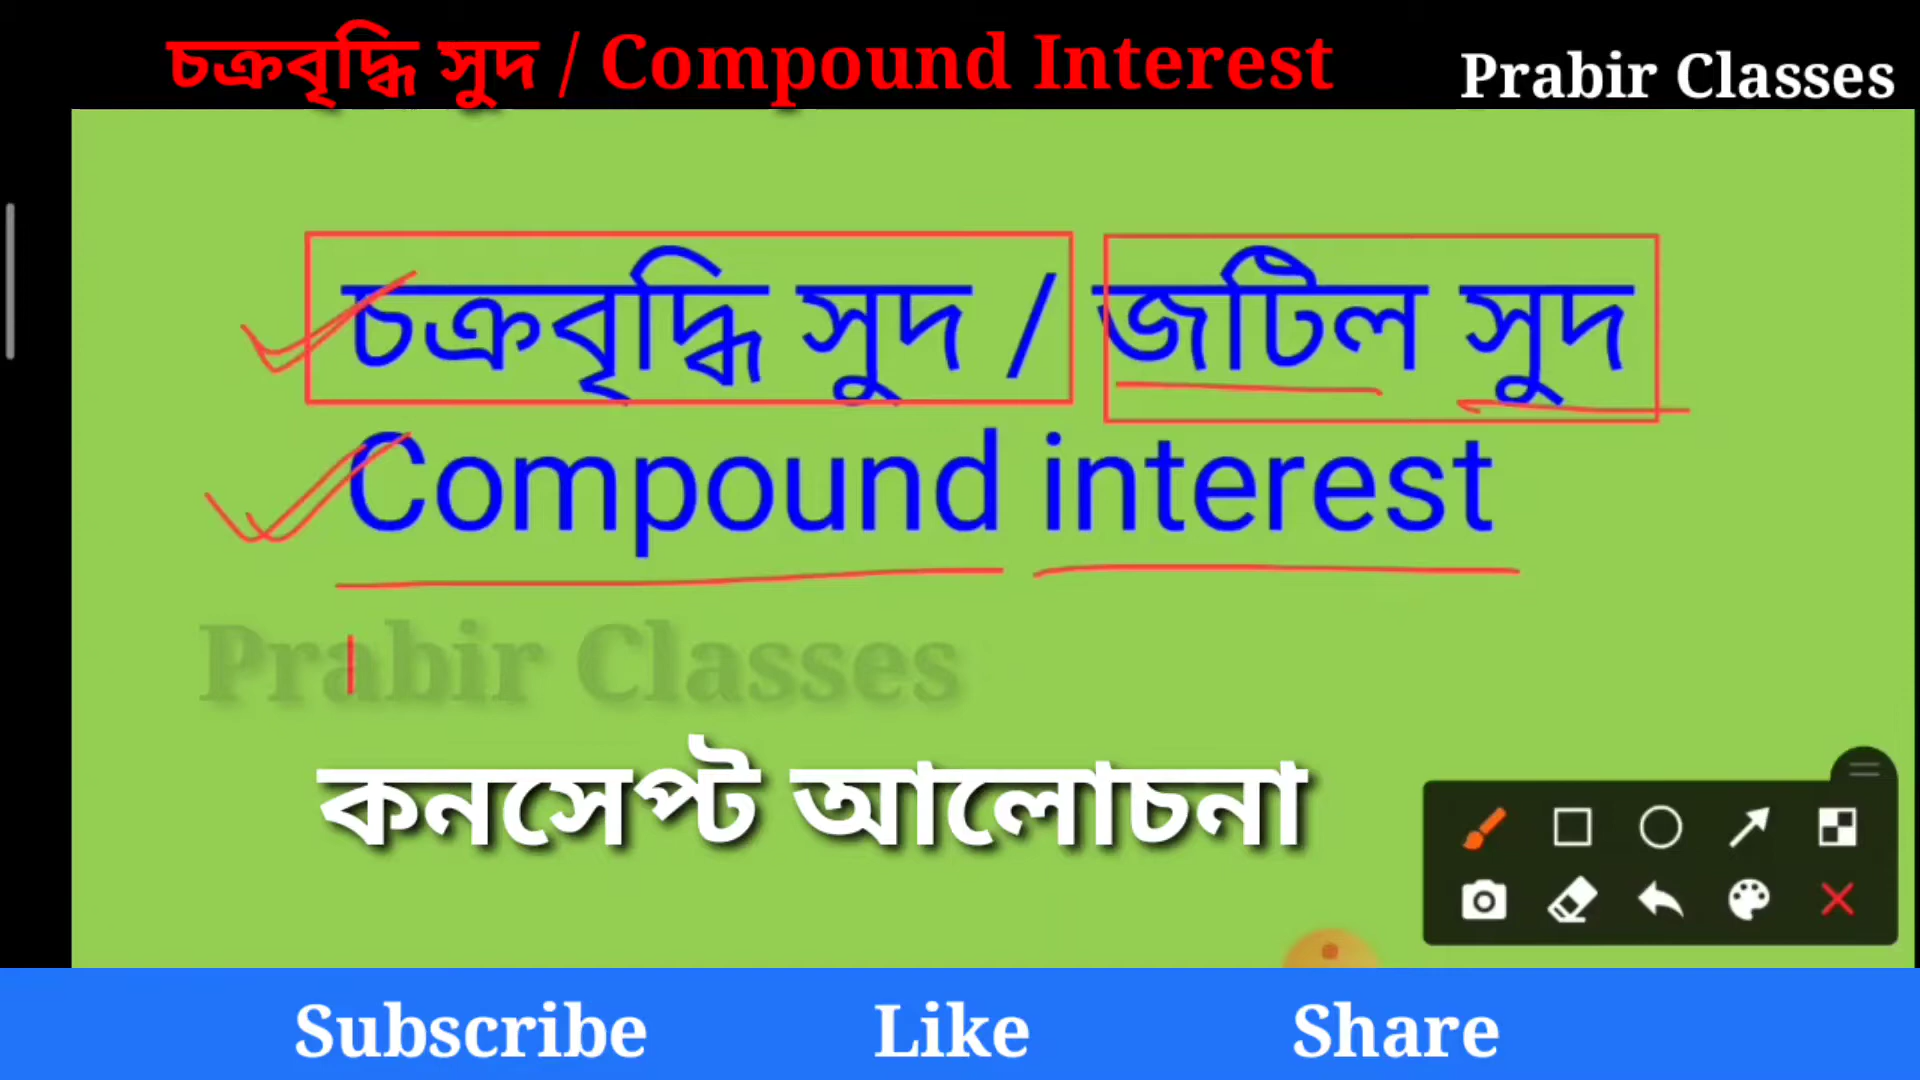 চক্রবৃদ্ধি সুদ / Compound Interest
Prabir Classes
চক্রবৃদ্ধি সুদ / জটিল সুদ
Compound interest
Prabir Classes
কনসেপ্ট আলোচনা
Subscribe Like Share